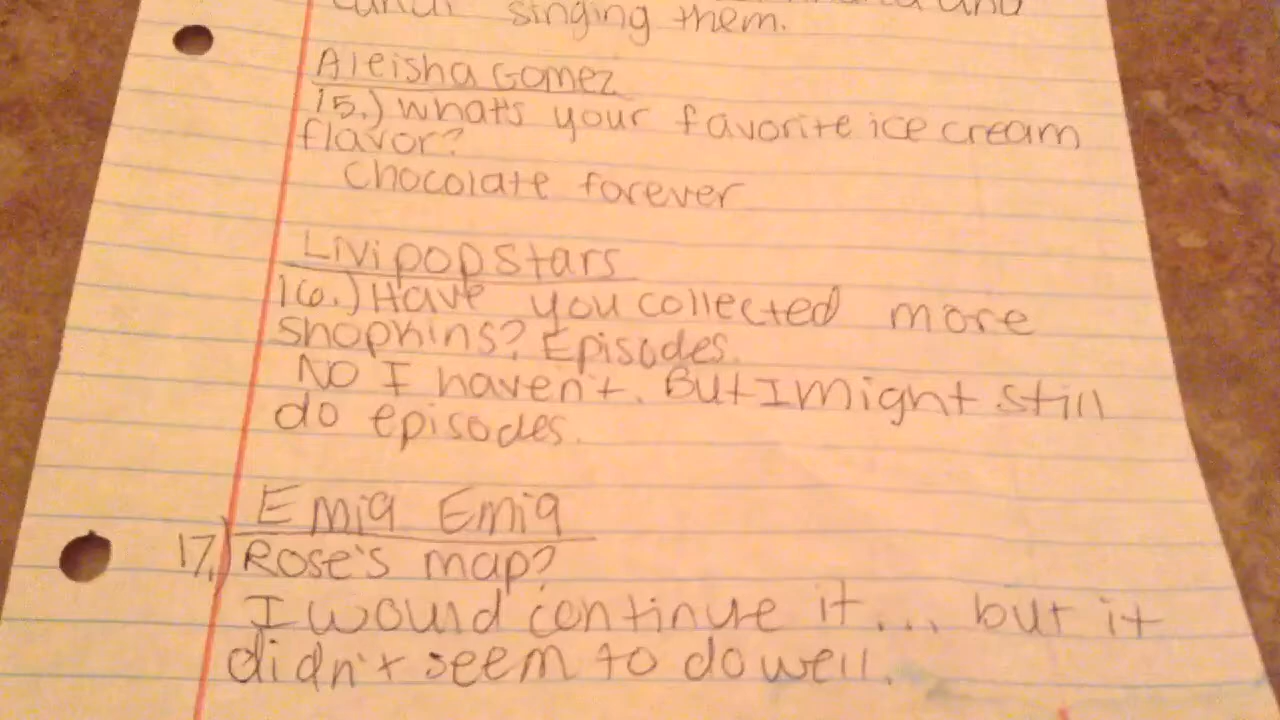 singing them.
Aleisha Gomez
15.) what's your favorite ice cream
flavor?
Chocolate forever
Livipopstars
16.) Have you collected more
shopkins? Episodes.
No I haven't. But I might still
do episodes.
Emia Emia
17.) Rose's map?
I would continue it... but it
didn't seem to do well.